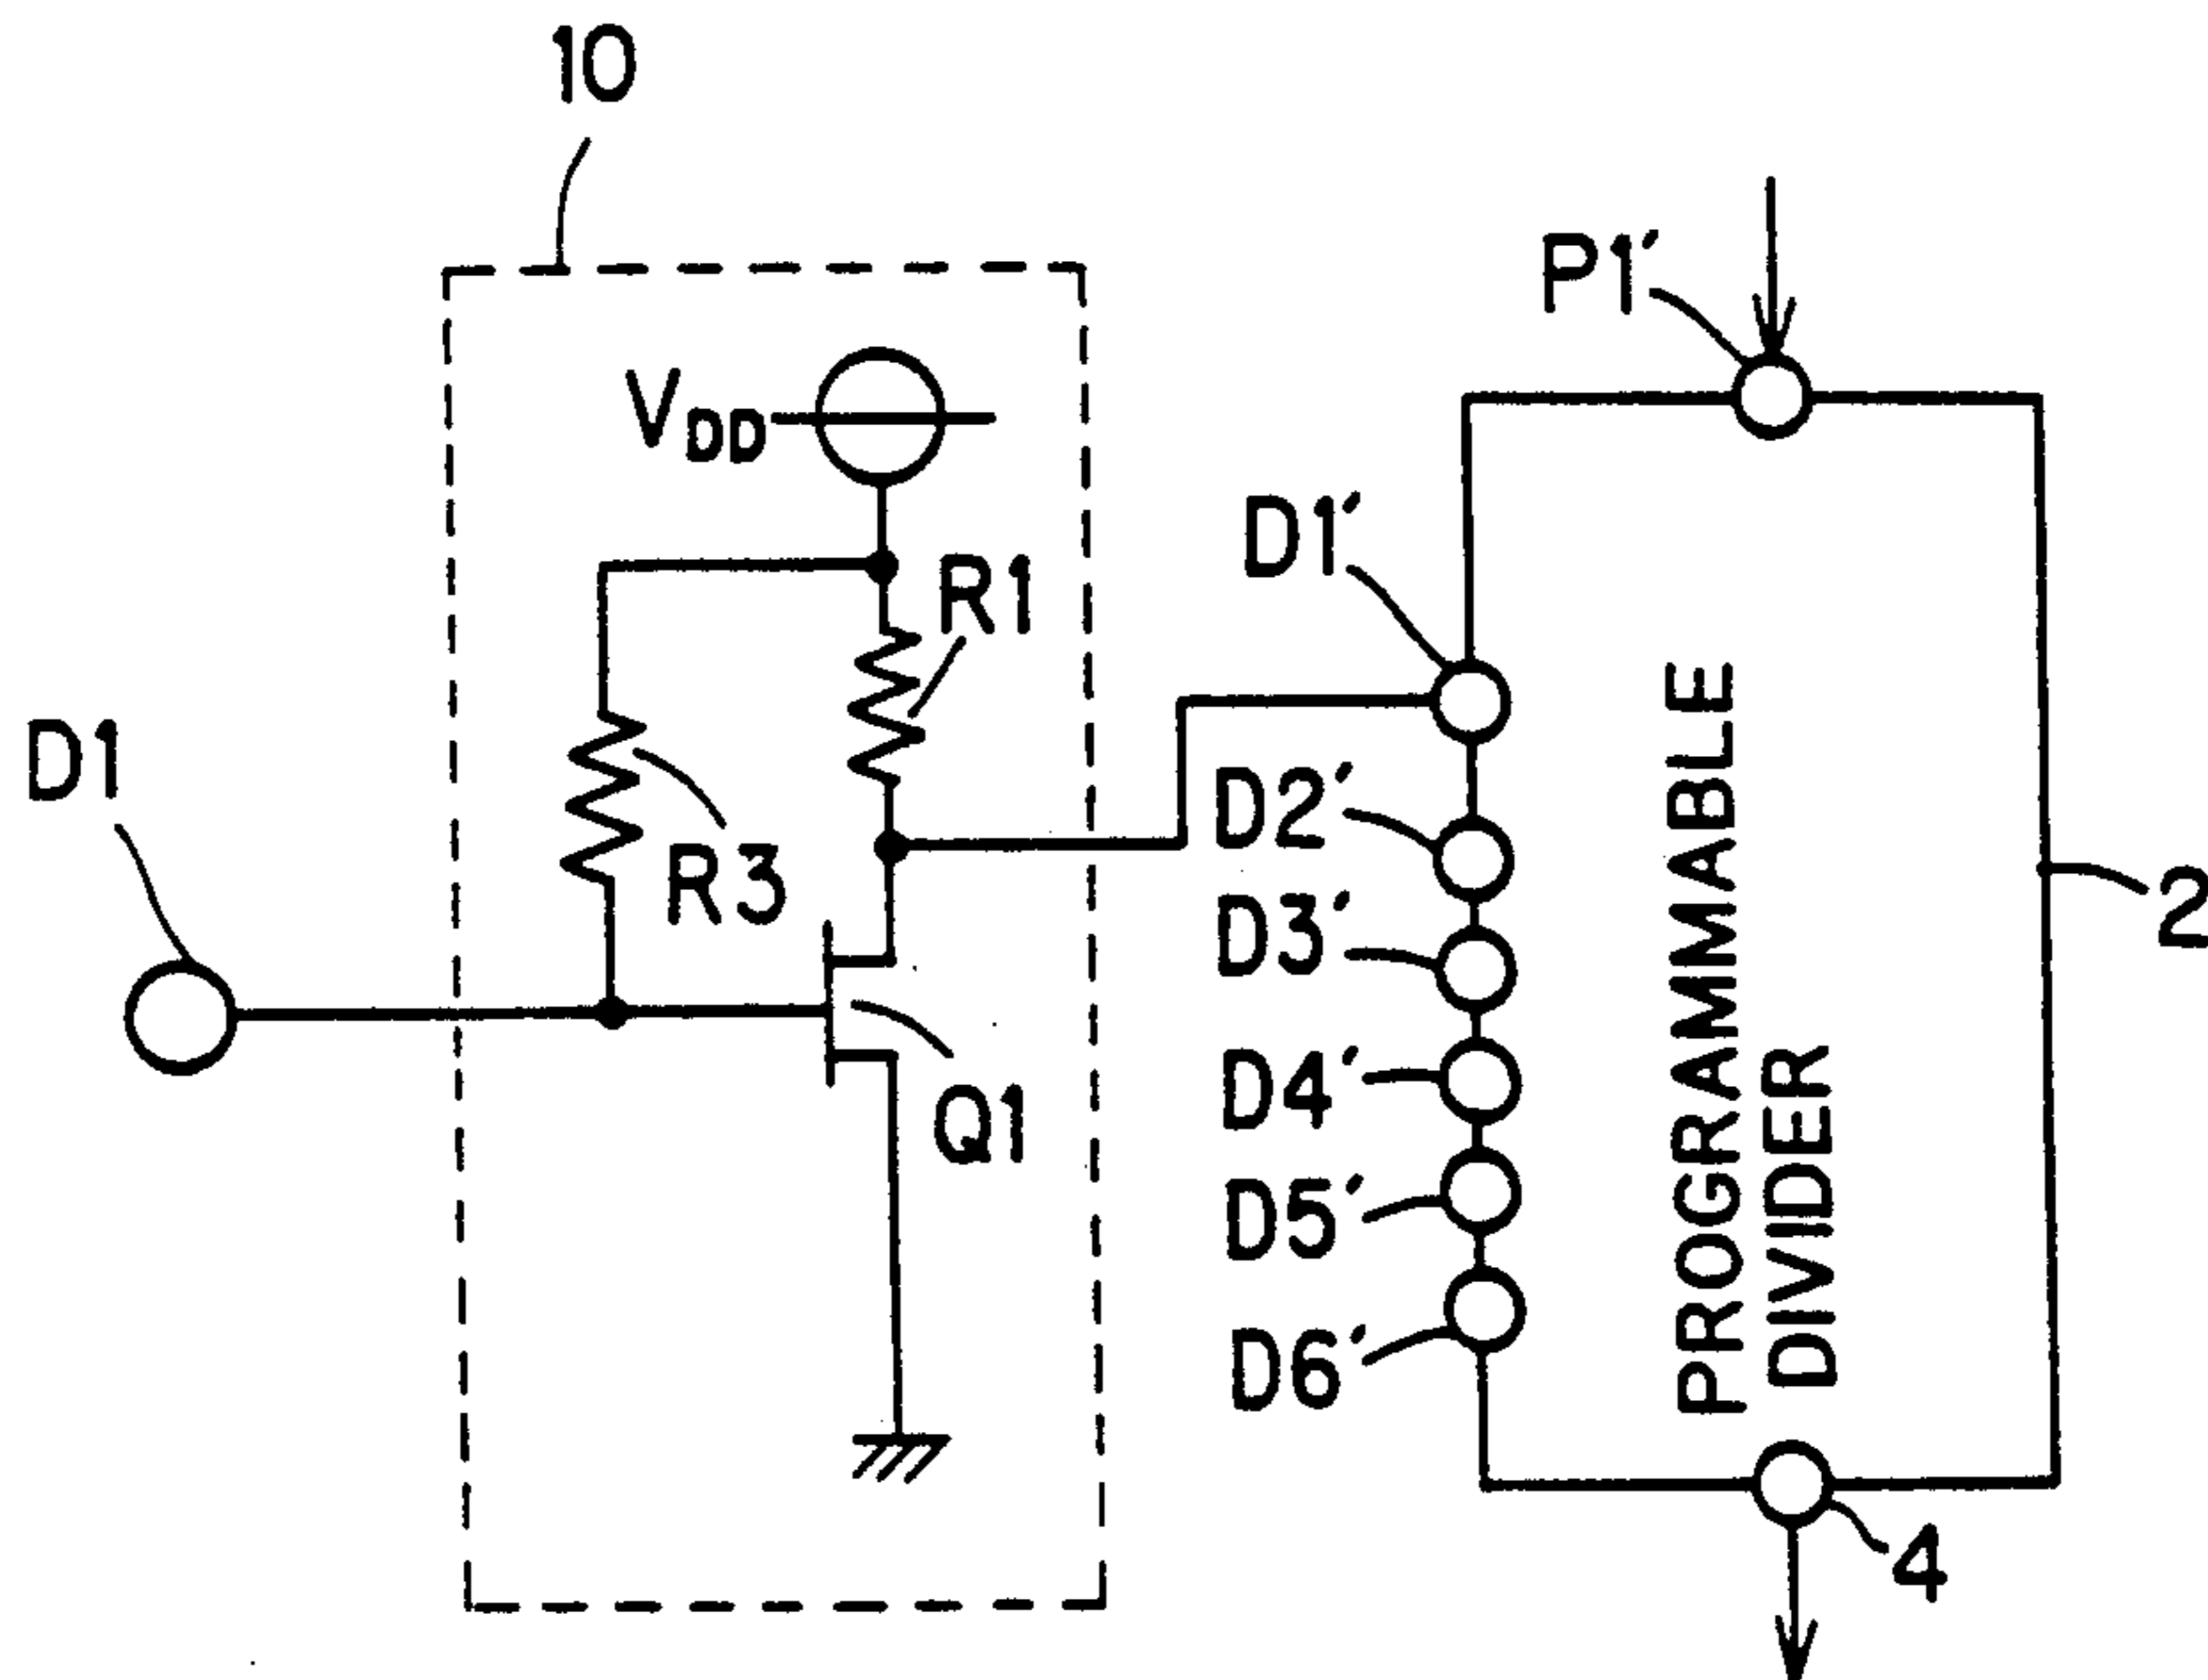 10
P1′
VDD
D1′
R1
D1
D2′
R3
D3′
2
D4′
Q1
D5′
D6′
PROGRAMMABLE
DIVIDER
4